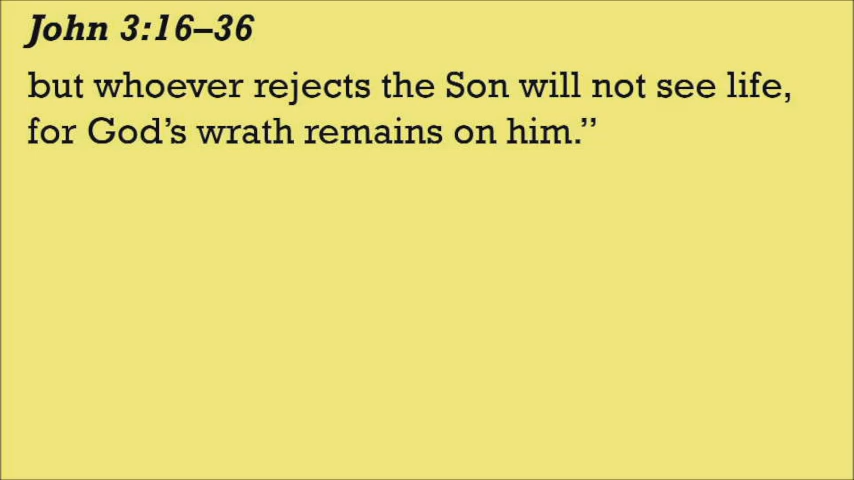 John 3:16–36
but whoever rejects the Son will not see life,
for God’s wrath remains on him.”